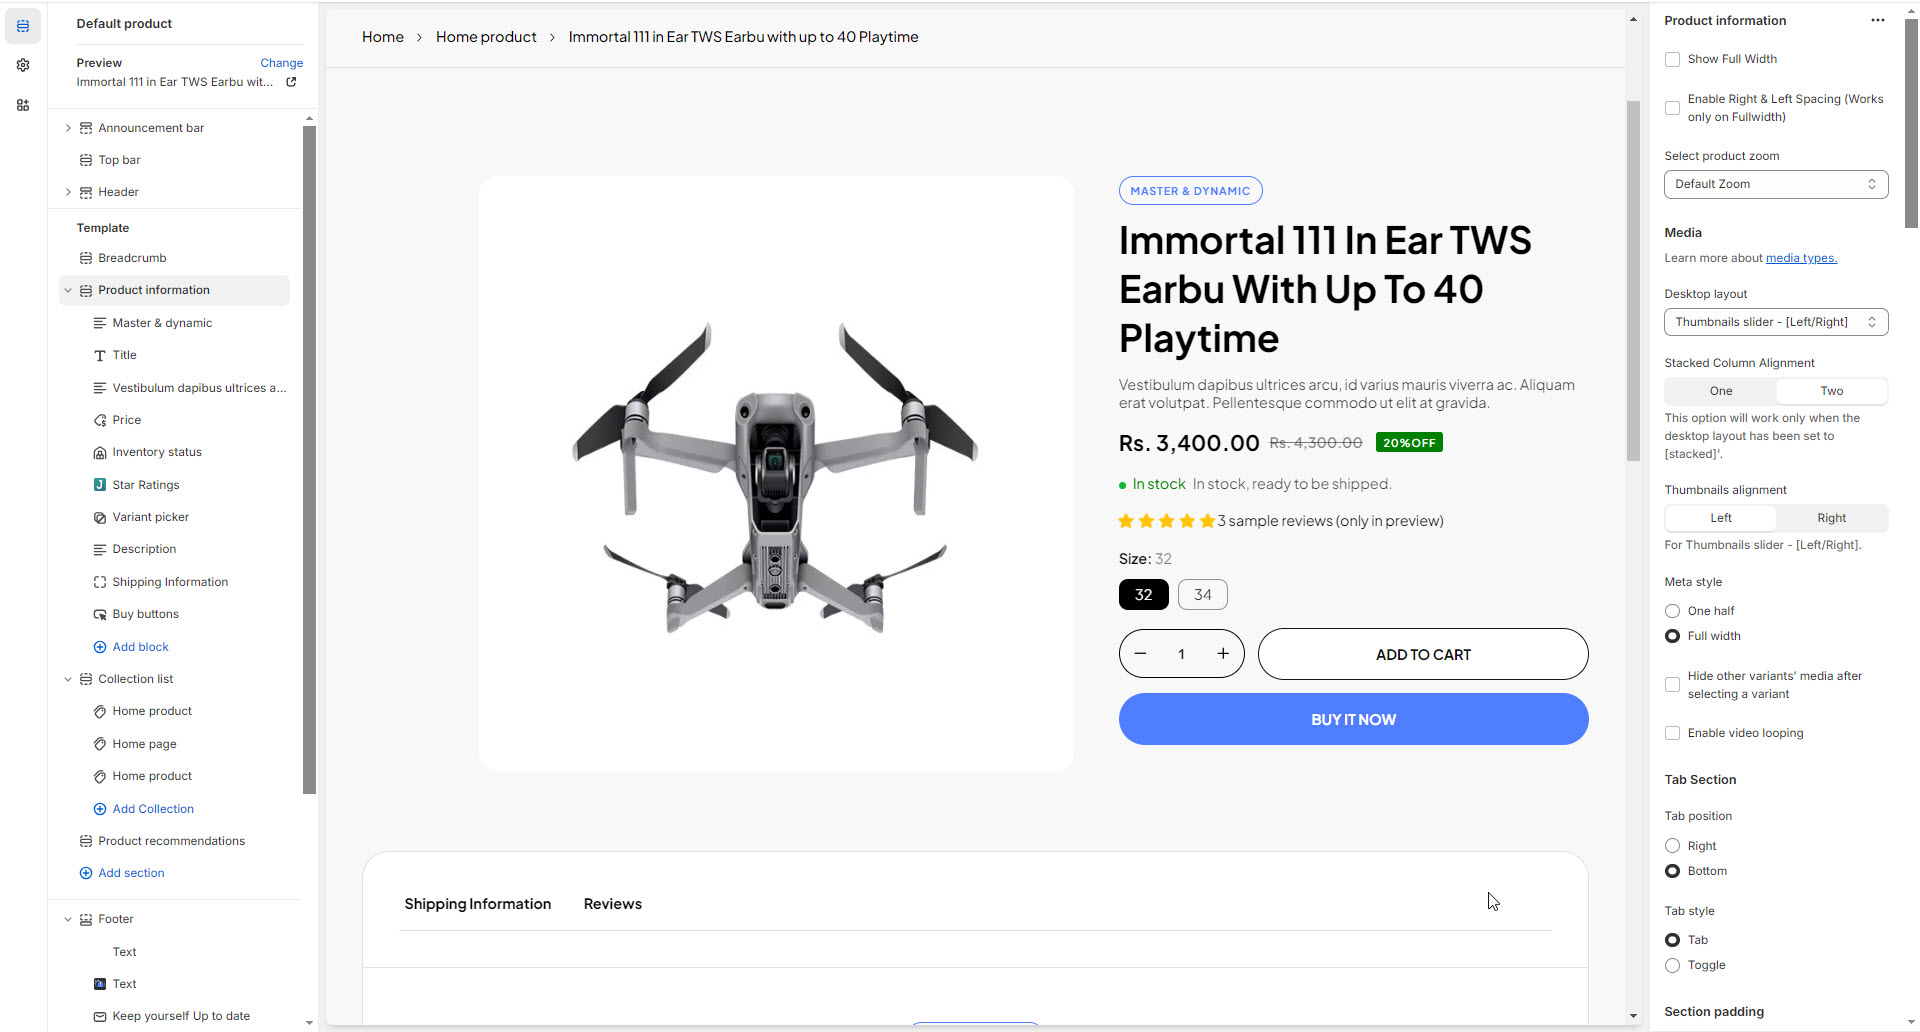 Default product
Preview
Change
Immortal 111 in Ear TWS Earbu wit...
Announcement bar
Top bar
Header
Template
Breadcrumb
Product information
Master & dynamic
Title
Vestibulum dapibus ultrices a...
Price
Inventory status
Star Ratings
Variant picker
Description
Shipping Information
Buy buttons
Add block
Collection list
Home product
Home page
Home product
Add Collection
Product recommendations
Add section
Footer
Text
Text
Keep yourself Up to date
Home > Home product > Immortal 111 in Ear TWS Earbu with up to 40 Playtime
MASTER & DYNAMIC
Immortal 111 In Ear TWS
Earbu With Up To 40
Playtime
Vestibulum dapibus ultrices arcu, id varius mauris viverra ac. Aliquam
erat volutpat. Pellentesque commodo ut elit at gravida.
Rs. 3,400.00 Rs. 4,300.00 20%OFF
In stock In stock, ready to be shipped.
3 sample reviews (only in preview)
Size: 32
32 34
− 1 + ADD TO CART
BUY IT NOW
Shipping Information Reviews
Product information
Show Full Width
Enable Right & Left Spacing (Works
only on Fullwidth)
Select product zoom
Default Zoom
Media
Learn more about media types.
Desktop layout
Thumbnails slider - [Left/Right]
Stacked Column Alignment
One Two
This option will work only when the
desktop layout has been set to
[stacked]'.
Thumbnails alignment
Left Right
For Thumbnails slider - [Left/Right].
Meta style
One half
Full width
Hide other variants’ media after
selecting a variant
Enable video looping
Tab Section
Tab position
Right
Bottom
Tab style
Tab
Toggle
Section padding